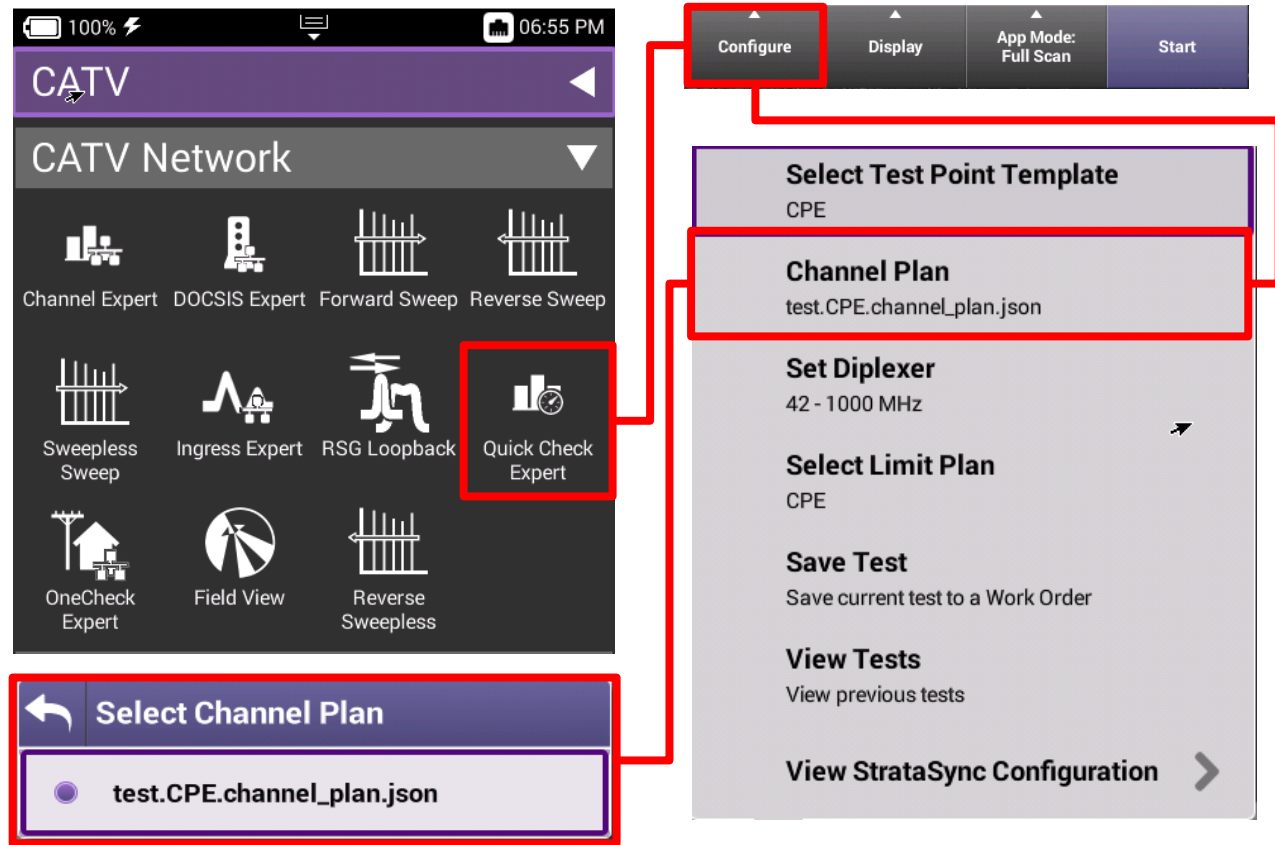 100%
06:55 PM
CATV
CATV Network
Channel Expert
DOCSIS Expert
Forward Sweep
Reverse Sweep
Sweepless
Sweep
Ingress Expert
RSG Loopback
Quick Check
Expert
OneCheck
Expert
Field View
Reverse
Sweepless
Configure
Display
App Mode:
Full Scan
Start
Select Test Point Template
CPE
Channel Plan
test.CPE.channel_plan.json
Set Diplexer
42 - 1000 MHz
Select Limit Plan
CPE
Save Test
Save current test to a Work Order
View Tests
View previous tests
View StrataSync Configuration
Select Channel Plan
test.CPE.channel_plan.json